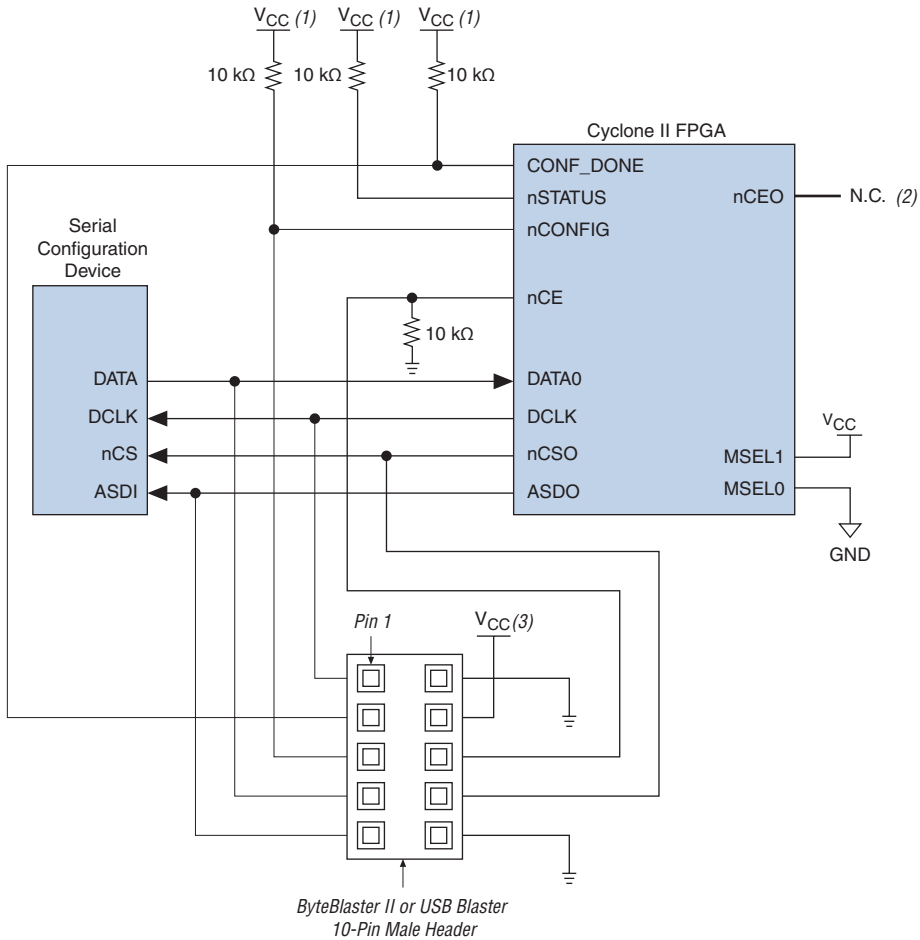 VCC (1) VCC (1) VCC (1)
10 kΩ 10 kΩ 10 kΩ
Cyclone II FPGA
CONF_DONE
nSTATUS
nCONFIG
nCE
nCEO
N.C. (2)
10 kΩ
Serial
Configuration
Device
DATA
DCLK
nCS
ASDI
DATA0
DCLK
nCSO
ASDO
MSEL1
MSEL0
VCC
GND
Pin 1
VCC (3)
ByteBlaster II or USB Blaster
10-Pin Male Header